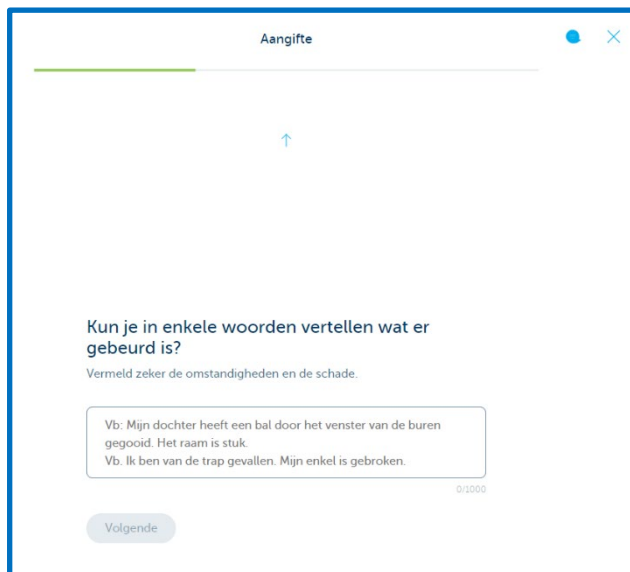 Aangifte
Kun je in enkele woorden vertellen wat er
gebeurd is?
Vermeld zeker de omstandigheden en de schade.
Vb: Mijn dochter heeft een bal door het venster van de buren
gegooid. Het raam is stuk.
Vb. Ik ben van de trap gevallen. Mijn enkel is gebroken.
0/1000
Volgende